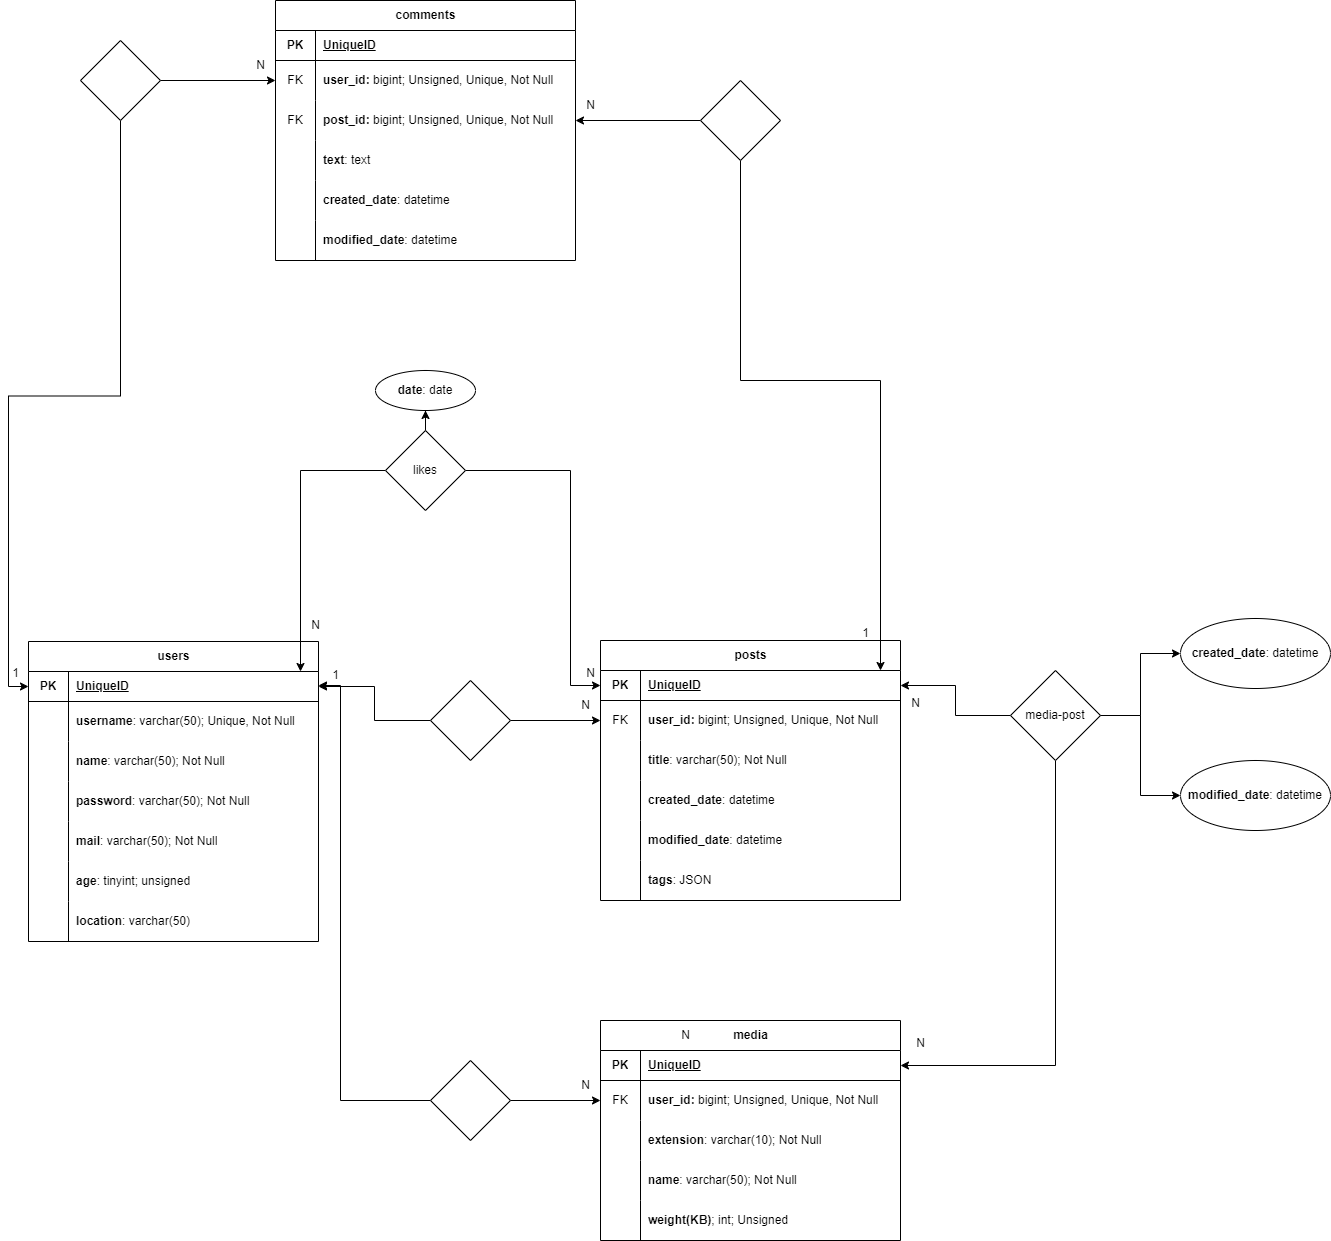 comments
PK UniqueID
N
FK user_id: bigint; Unsigned, Unique, Not Null
N
FK post_id: bigint; Unsigned, Unique, Not Null
text: text
created_date: datetime
modified_date: datetime
date: date
likes
N
1
users
1
PK UniqueID
1
username: varchar(50); Unique, Not Null
name: varchar(50); Not Null
password: varchar(50); Not Null
mail: varchar(50); Not Null
age: tinyint; unsigned
location: varchar(50)
posts
N
PK UniqueID
N
N
FK user_id: bigint; Unsigned, Unique, Not Null
title: varchar(50); Not Null
created_date: datetime
modified_date: datetime
tags: JSON
media-post
created_date: datetime
modified_date: datetime
N media
N
PK UniqueID
N
FK user_id: bigint; Unsigned, Unique, Not Null
extension: varchar(10); Not Null
name: varchar(50); Not Null
weight(KB); int; Unsigned